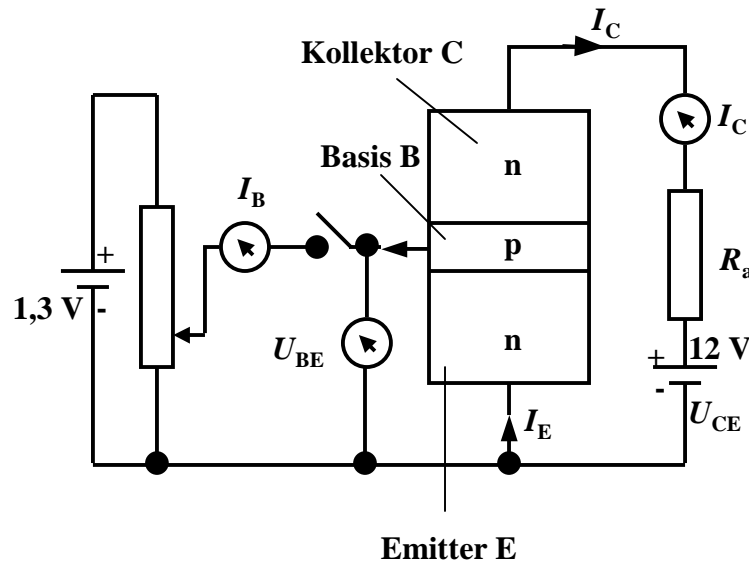 I_C
Kollektor C
I_C
Basis B
n
I_B
+
p
R_a
1,3 V
-
U_BE
n
+
12 V
-
U_CE
I_E
Emitter E